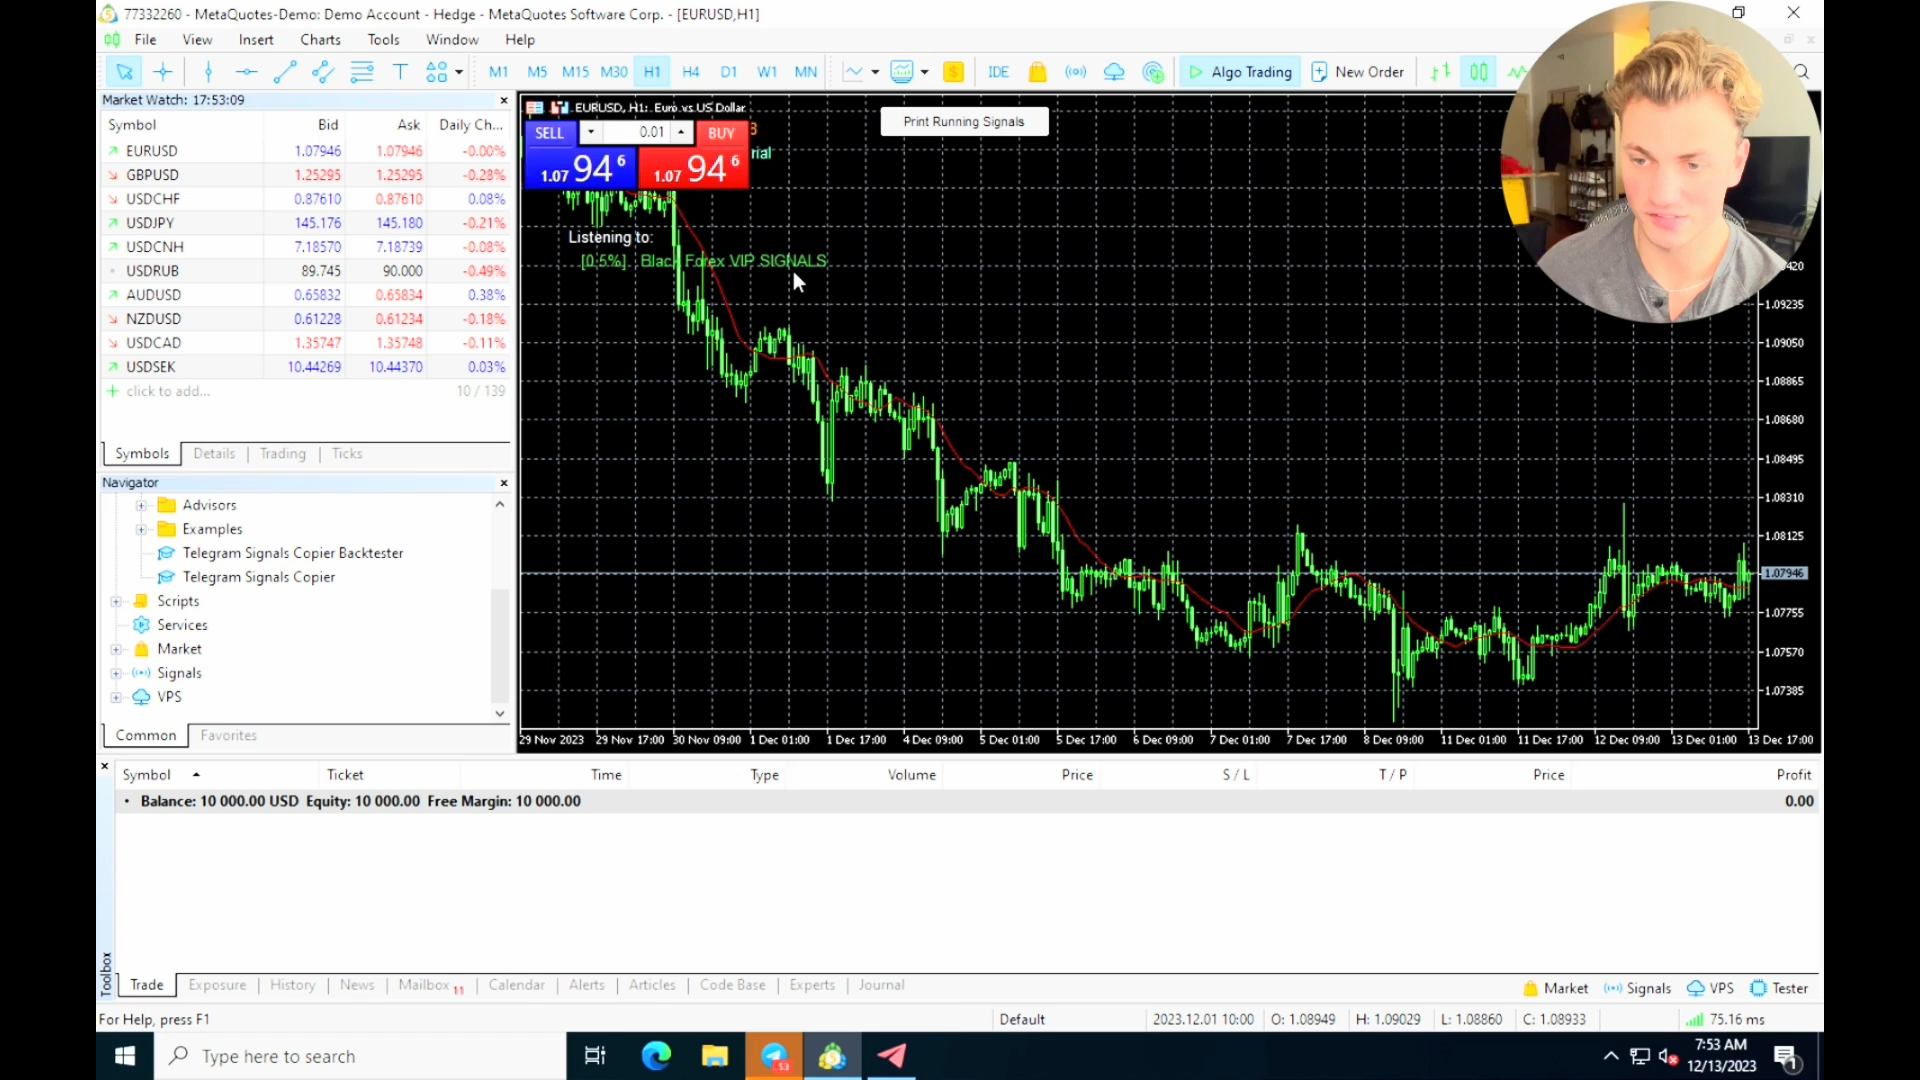 77332260 - MetaQuotes-Demo: Demo Account - Hedge - MetaQuotes Software Corp. - [EURUSD,H1]
File View Insert Charts Tools Window Help
M1 M5 M15 M30 H1 H4 D1 W1 MN IDE Algo Trading New Order
Market Watch: 17:53:09
Symbol Bid Ask Daily Ch...
EURUSD 1.07946 1.07946 -0.00%
GBPUSD 1.25295 1.25295 -0.28%
USDCHF 0.87610 0.87610 0.08%
USDJPY 145.176 145.180 -0.21%
USDCNH 7.18570 7.18739 -0.08%
USDRUB 89.745 90.000 -0.49%
AUDUSD 0.65832 0.65834 0.38%
NZDUSD 0.61228 0.61234 -0.18%
USDCAD 1.35747 1.35748 -0.11%
USDSEK 10.44269 10.44370 0.03%
click to add... 10 / 139
Symbols Details Trading Ticks
Navigator
Advisors
Examples
Telegram Signals Copier Backtester
Telegram Signals Copier
Scripts
Services
Market
Signals
VPS
Common Favorites
EURUSD, H1: Euro vs US Dollar
SELL 0.01 BUY
1.07 94 6 1.07 94 6
Print Running Signals
Listening to:
[0.5%] Black Forex VIP SIGNALS
1.09235
1.09050
1.08865
1.08680
1.08495
1.08310
1.08125
1.07946
1.07755
1.07570
1.07385
29 Nov 2023 29 Nov 17:00 30 Nov 09:00 1 Dec 01:00 1 Dec 17:00 4 Dec 09:00 5 Dec 01:00 5 Dec 17:00 6 Dec 09:00 7 Dec 01:00 7 Dec 17:00 8 Dec 09:00 11 Dec 01:00 11 Dec 17:00 12 Dec 09:00 13 Dec 01:00 13 Dec 17:00
Symbol Ticket Time Type Volume Price S / L T / P Price Profit
Balance: 10 000.00 USD Equity: 10 000.00 Free Margin: 10 000.00 0.00
Toolbox
Trade Exposure History News Mailbox 11 Calendar Alerts Articles Code Base Experts Journal
Market Signals VPS Tester
For Help, press F1 Default 2023.12.01 10:00 O: 1.08949 H: 1.09029 L: 1.08860 C: 1.08933 75.16 ms
Type here to search
7:53 AM
12/13/2023
1